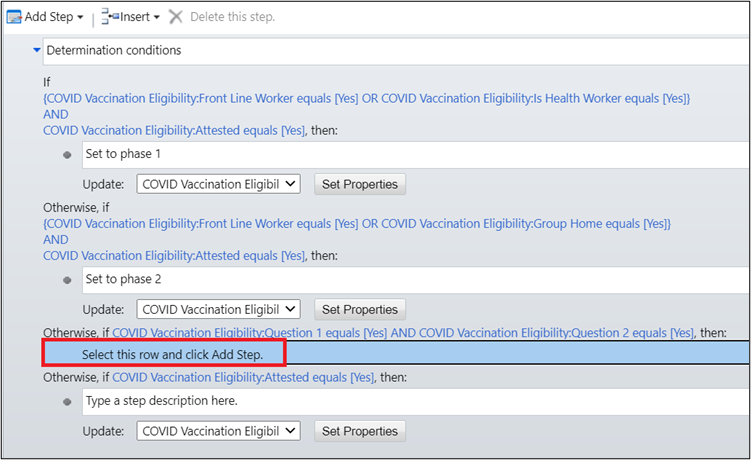 Add Step Insert Delete this step.
Determination conditions
If
{COVID Vaccination Eligibility:Front Line Worker equals [Yes] OR COVID Vaccination Eligibility:Is Health Worker equals [Yes]}
AND
COVID Vaccination Eligibility:Attested equals [Yes], then:
Set to phase 1
Update: COVID Vaccination Eligibil Set Properties
Otherwise, if
{COVID Vaccination Eligibility:Front Line Worker equals [Yes] OR COVID Vaccination Eligibility:Group Home equals [Yes]}
AND
COVID Vaccination Eligibility:Attested equals [Yes], then:
Set to phase 2
Update: COVID Vaccination Eligibil Set Properties
Otherwise, if COVID Vaccination Eligibility:Question 1 equals [Yes] AND COVID Vaccination Eligibility:Question 2 equals [Yes], then:
Select this row and click Add Step.
Otherwise, if COVID Vaccination Eligibility:Attested equals [Yes], then:
Type a step description here.
Update: COVID Vaccination Eligibil Set Properties